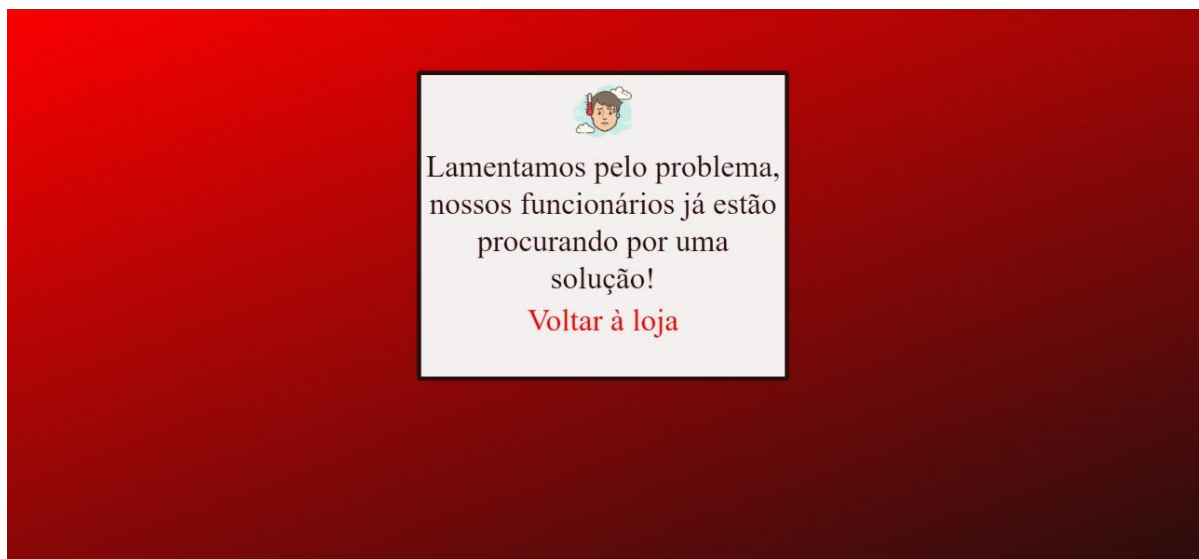 Lamentamos pelo problema,
nossos funcionários já estão
procurando por uma
solução!
Voltar à loja